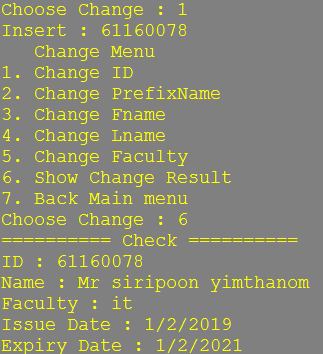 Choose Change : 1
Insert : 61160078
Change Menu
1. Change ID
2. Change PrefixName
3. Change Fname
4. Change Lname
5. Change Faculty
6. Show Change Result
7. Back Main menu
Choose Change : 6
========== Check ==========
ID : 61160078
Name : Mr siripoon yimthanom
Faculty : it
Issue Date : 1/2/2019
Expiry Date : 1/2/2021